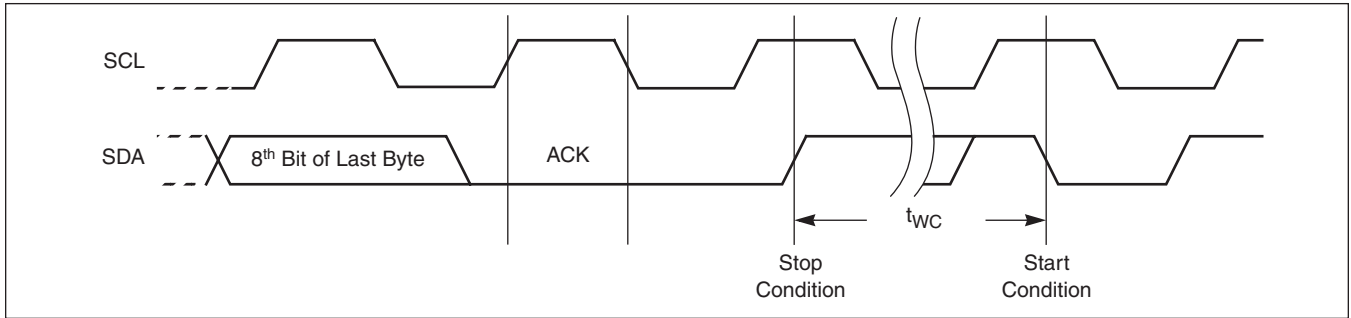 SCL
SDA
8th Bit of Last Byte
ACK
tWC
Stop
Condition
Start
Condition